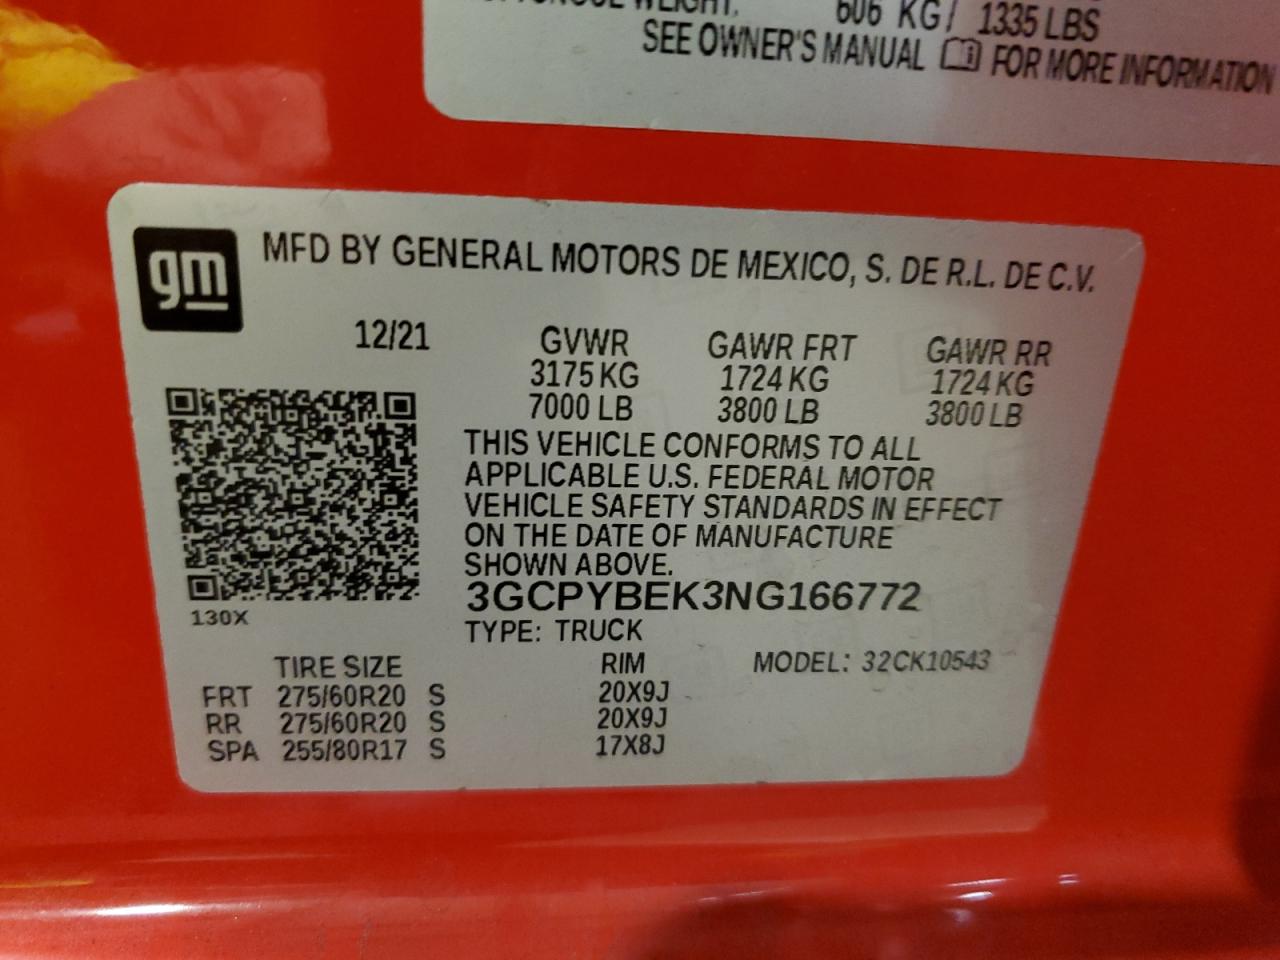 TONGUE WEIGHT: 606 KG/ 1335 LBS
SEE OWNER'S MANUAL FOR MORE INFORMATION
gm
MFD BY GENERAL MOTORS DE MEXICO, S. DE R.L. DE C.V.
12/21 GVWR GAWR FRT GAWR RR
3175 KG 1724 KG 1724 KG
7000 LB 3800 LB 3800 LB
THIS VEHICLE CONFORMS TO ALL
APPLICABLE U.S. FEDERAL MOTOR
VEHICLE SAFETY STANDARDS IN EFFECT
ON THE DATE OF MANUFACTURE
SHOWN ABOVE.
3GCPYBEK3NG166772
130X
TYPE: TRUCK
TIRE SIZE RIM MODEL: 32CK10543
FRT 275/60R20 S 20X9J
RR 275/60R20 S 20X9J
SPA 255/80R17 S 17X8J